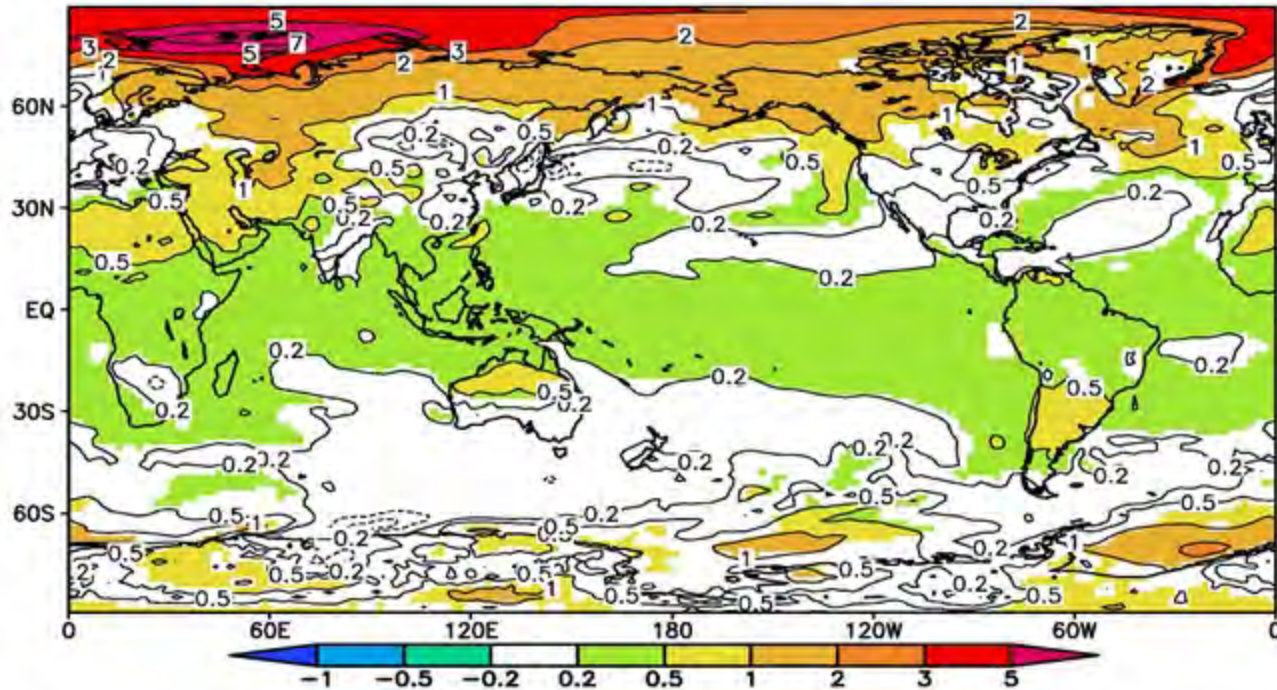 5 2
3 7 2
2 5 3 1
1 2 1 2
60N 1 1 1
0.2 0.5 0.2 1 1
0.2 0.5 0.5 0.5 0.5
1 0.2
30N 0.5 0.5 0.2 0.2 0.2 0.2
0.2
0.5 0.2
EQ
0.2 0.2
0.5 0.5
30S 0.2 0.2
0.2 0.2 0.2 0.2 0.2
0.2
0.5 0.5
60S 0.5 1 0.5 0.2
0.5 0.2 0.2 1
0.2 0.5 0.2 0.5 1 0.5 0.2
0.5 1 0.5 0.5 0.5
0 60E 120E 180 120W 60W 0
−1 −0.5 −0.2 0.2 0.5 1 2 3 5